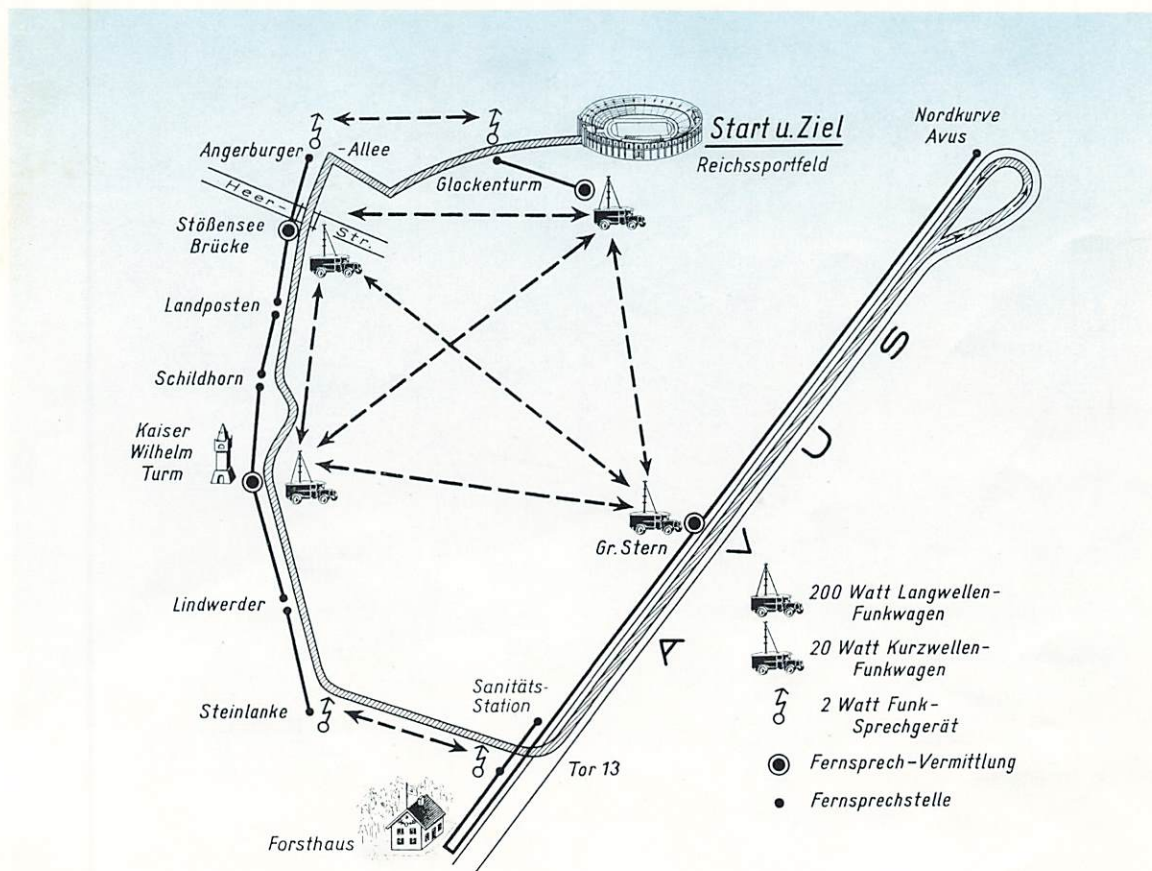 Start u. Ziel
Reichssportfeld
Nordkurve
Avus
Angerburger
-Allee
Glockenturm
Heer-
Str.
Stößensee
Brücke
Landposten
Schildhorn
Kaiser
Wilhelm
Turm
Gr. Stern
AVUS
Lindwerder
Steinlanke
Sanitäts-
Station
Tor 13
Forsthaus
200 Watt Langwellen-
Funkwagen
20 Watt Kurzwellen-
Funkwagen
2 Watt Funk-
Sprechgerät
Fernsprech-Vermittlung
Fernsprechstelle